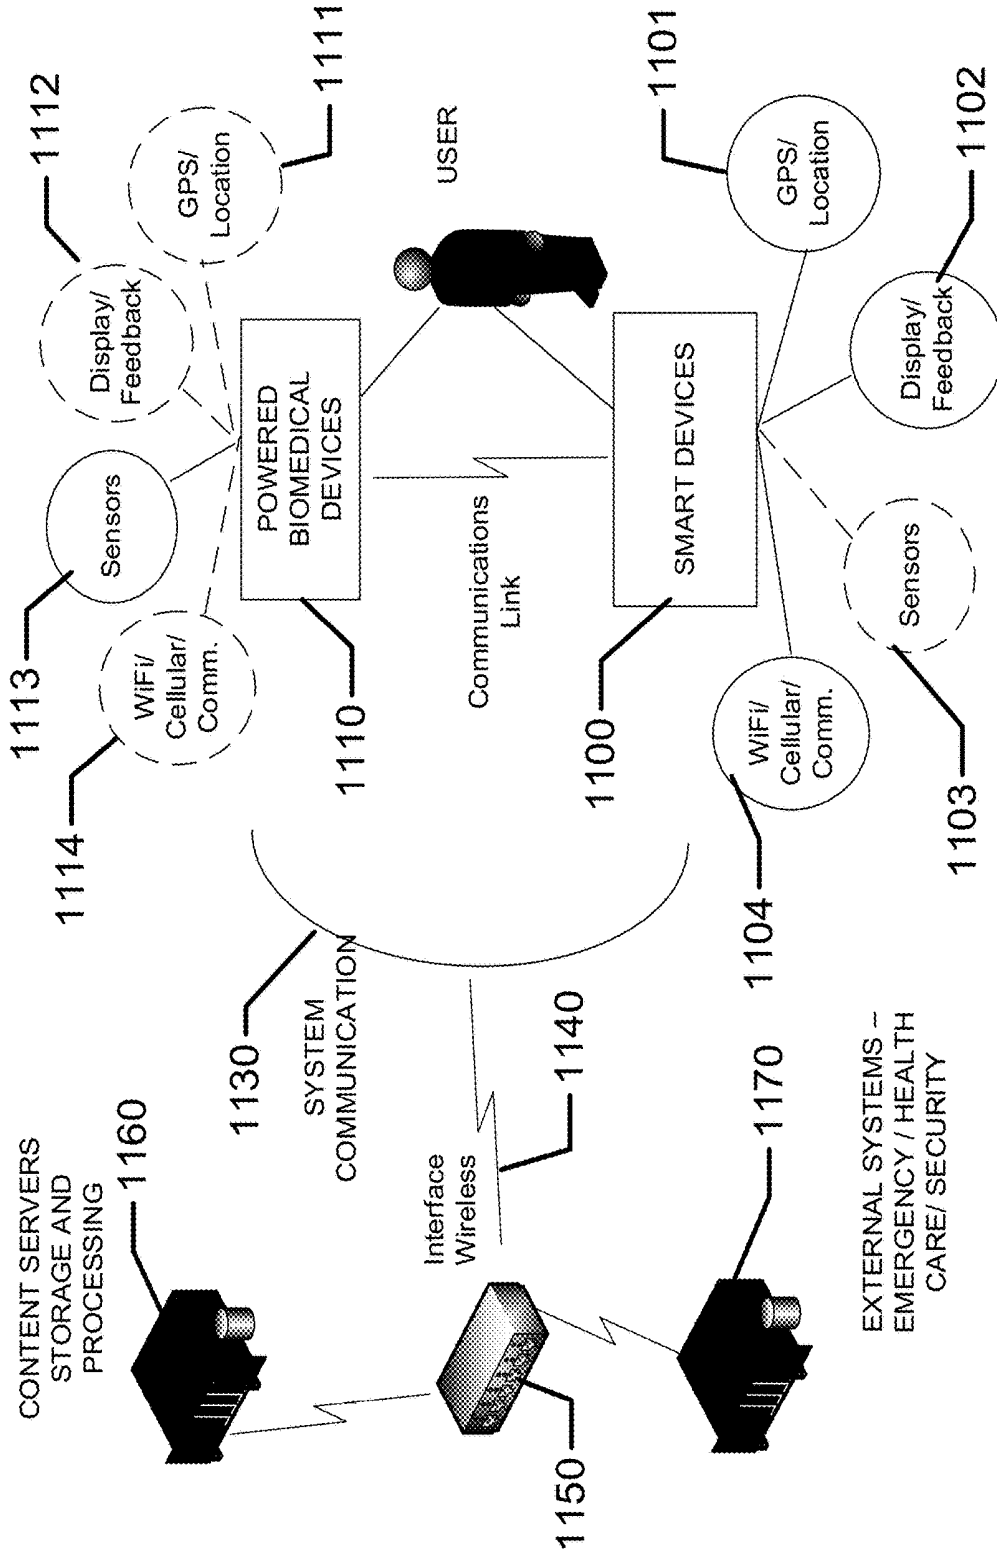 CONTENT SERVERS
STORAGE AND
PROCESSING
1160
1130
SYSTEM
COMMUNICATION
1114
WiFi/
Cellular/
Comm.
1113
Sensors
1112
Display/
Feedback
1111
GPS/
Location
1110
POWERED
BIOMEDICAL
DEVICES
USER
1150
Interface
Wireless
1140
Communications
Link
1100
SMART DEVICES
1101
GPS/
Location
1170
EXTERNAL SYSTEMS –
EMERGENCY / HEALTH
CARE/ SECURITY
1104
WiFi/
Cellular/
Comm.
1103
Sensors
Display/
Feedback
1102